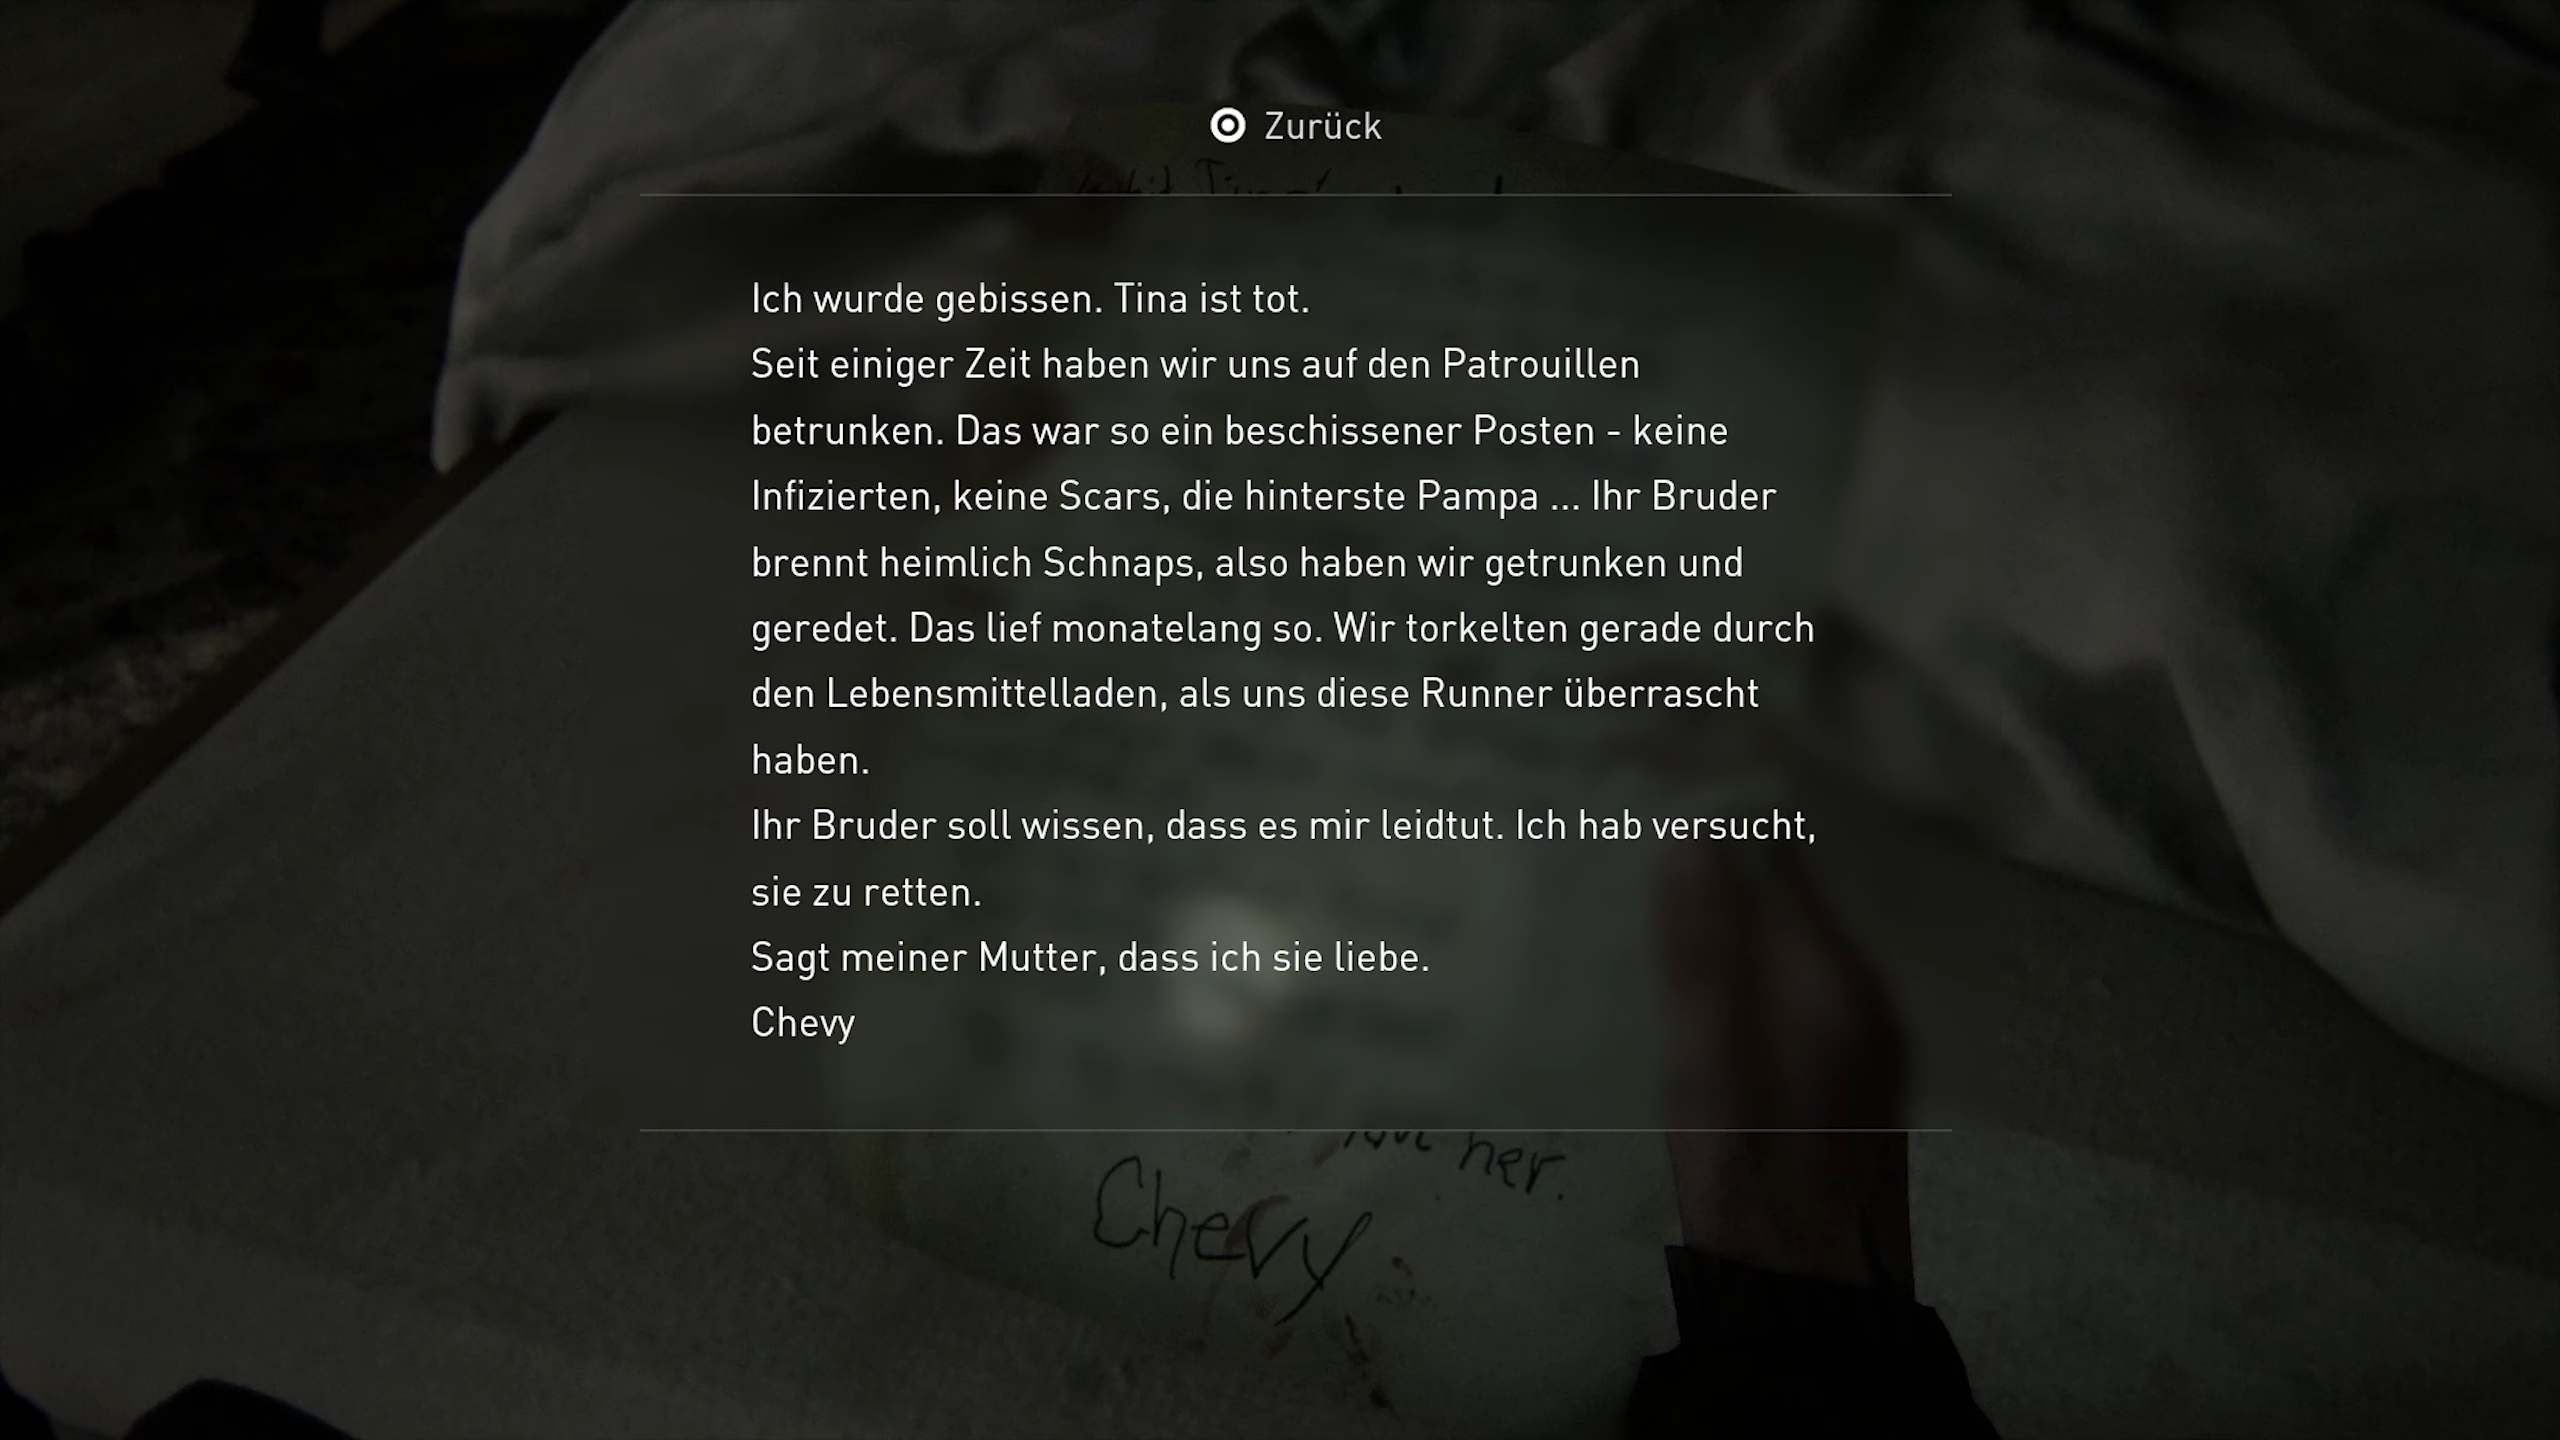 Zurück
Ich wurde gebissen. Tina ist tot.
Seit einiger Zeit haben wir uns auf den Patrouillen
betrunken. Das war so ein beschissener Posten - keine
Infizierten, keine Scars, die hinterste Pampa ... Ihr Bruder
brennt heimlich Schnaps, also haben wir getrunken und
geredet. Das lief monatelang so. Wir torkelten gerade durch
den Lebensmittelladen, als uns diese Runner überrascht
haben.
Ihr Bruder soll wissen, dass es mir leidtut. Ich hab versucht,
sie zu retten.
Sagt meiner Mutter, dass ich sie liebe.
Chevy
her.
Chevy